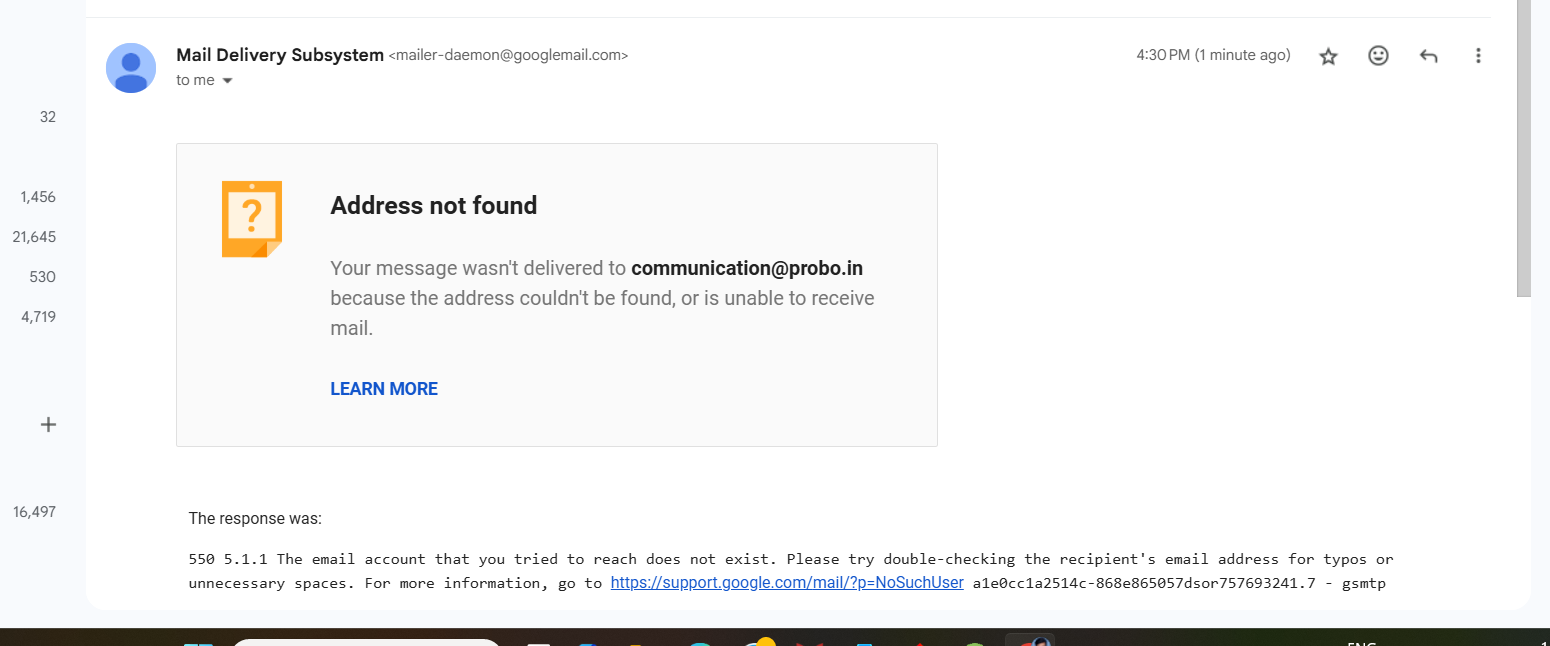 Mail Delivery Subsystem <mailer-daemon@googlemail.com>
4:30 PM (1 minute ago)
to me
32
1,456
21,645
530
4,719
16,497
?
Address not found
Your message wasn't delivered to communication@probo.in
because the address couldn't be found, or is unable to receive
mail.
LEARN MORE
The response was:
550 5.1.1 The email account that you tried to reach does not exist. Please try double-checking the recipient's email address for typos or
unnecessary spaces. For more information, go to https://support.google.com/mail/?p=NoSuchUser a1e0cc1a2514c-868e865057dsor757693241.7 - gsmtp